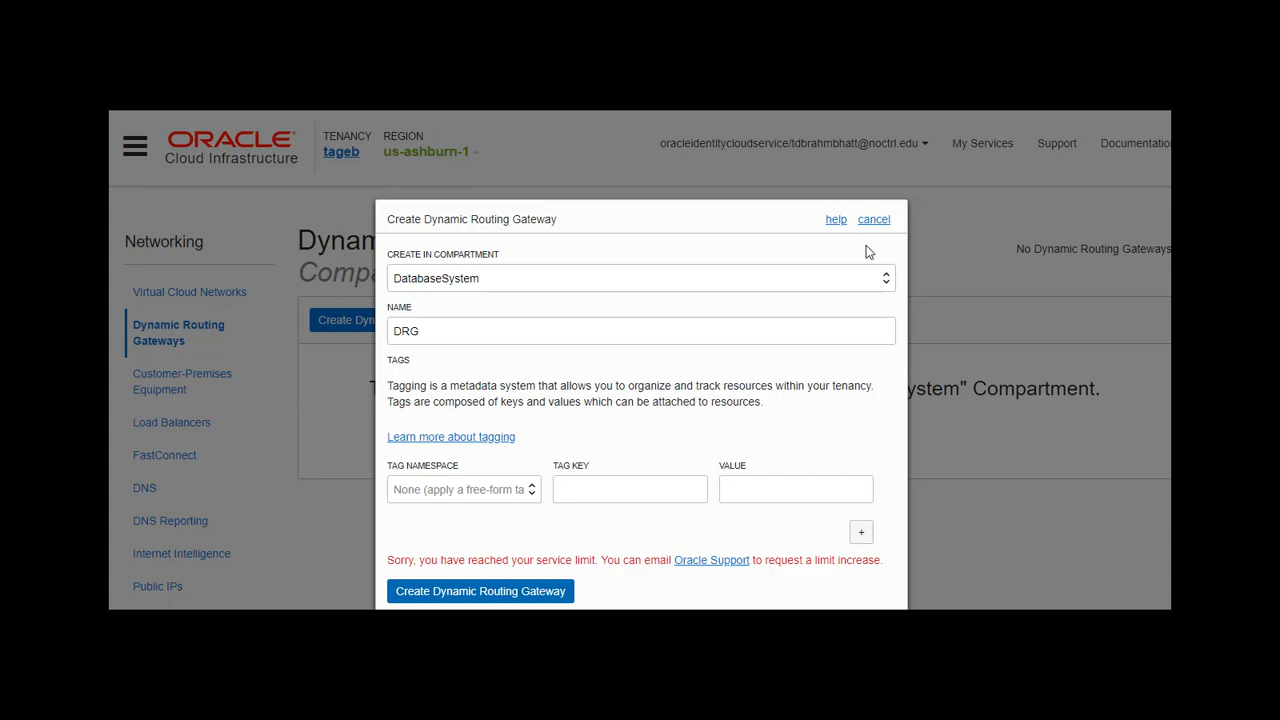 ORACLE
Cloud Infrastructure
TENANCY
tageb
REGION
us-ashburn-1
oracleidentitycloudservice/tdbrahmbhatt@noctrl.edu
My Services
Support
Documentation
Networking
Virtual Cloud Networks
Dynamic Routing
Gateways
Customer-Premises
Equipment
Load Balancers
FastConnect
DNS
DNS Reporting
Internet Intelligence
Public IPs
Dynam
Compa
No Dynamic Routing Gateways
Create Dyn
T
ystem" Compartment.
Create Dynamic Routing Gateway
help
cancel
CREATE IN COMPARTMENT
DatabaseSystem
NAME
DRG
TAGS
Tagging is a metadata system that allows you to organize and track resources within your tenancy.
Tags are composed of keys and values which can be attached to resources.
Learn more about tagging
TAG NAMESPACE
TAG KEY
VALUE
None (apply a free-form ta
+
Sorry, you have reached your service limit. You can email Oracle Support to request a limit increase.
Create Dynamic Routing Gateway